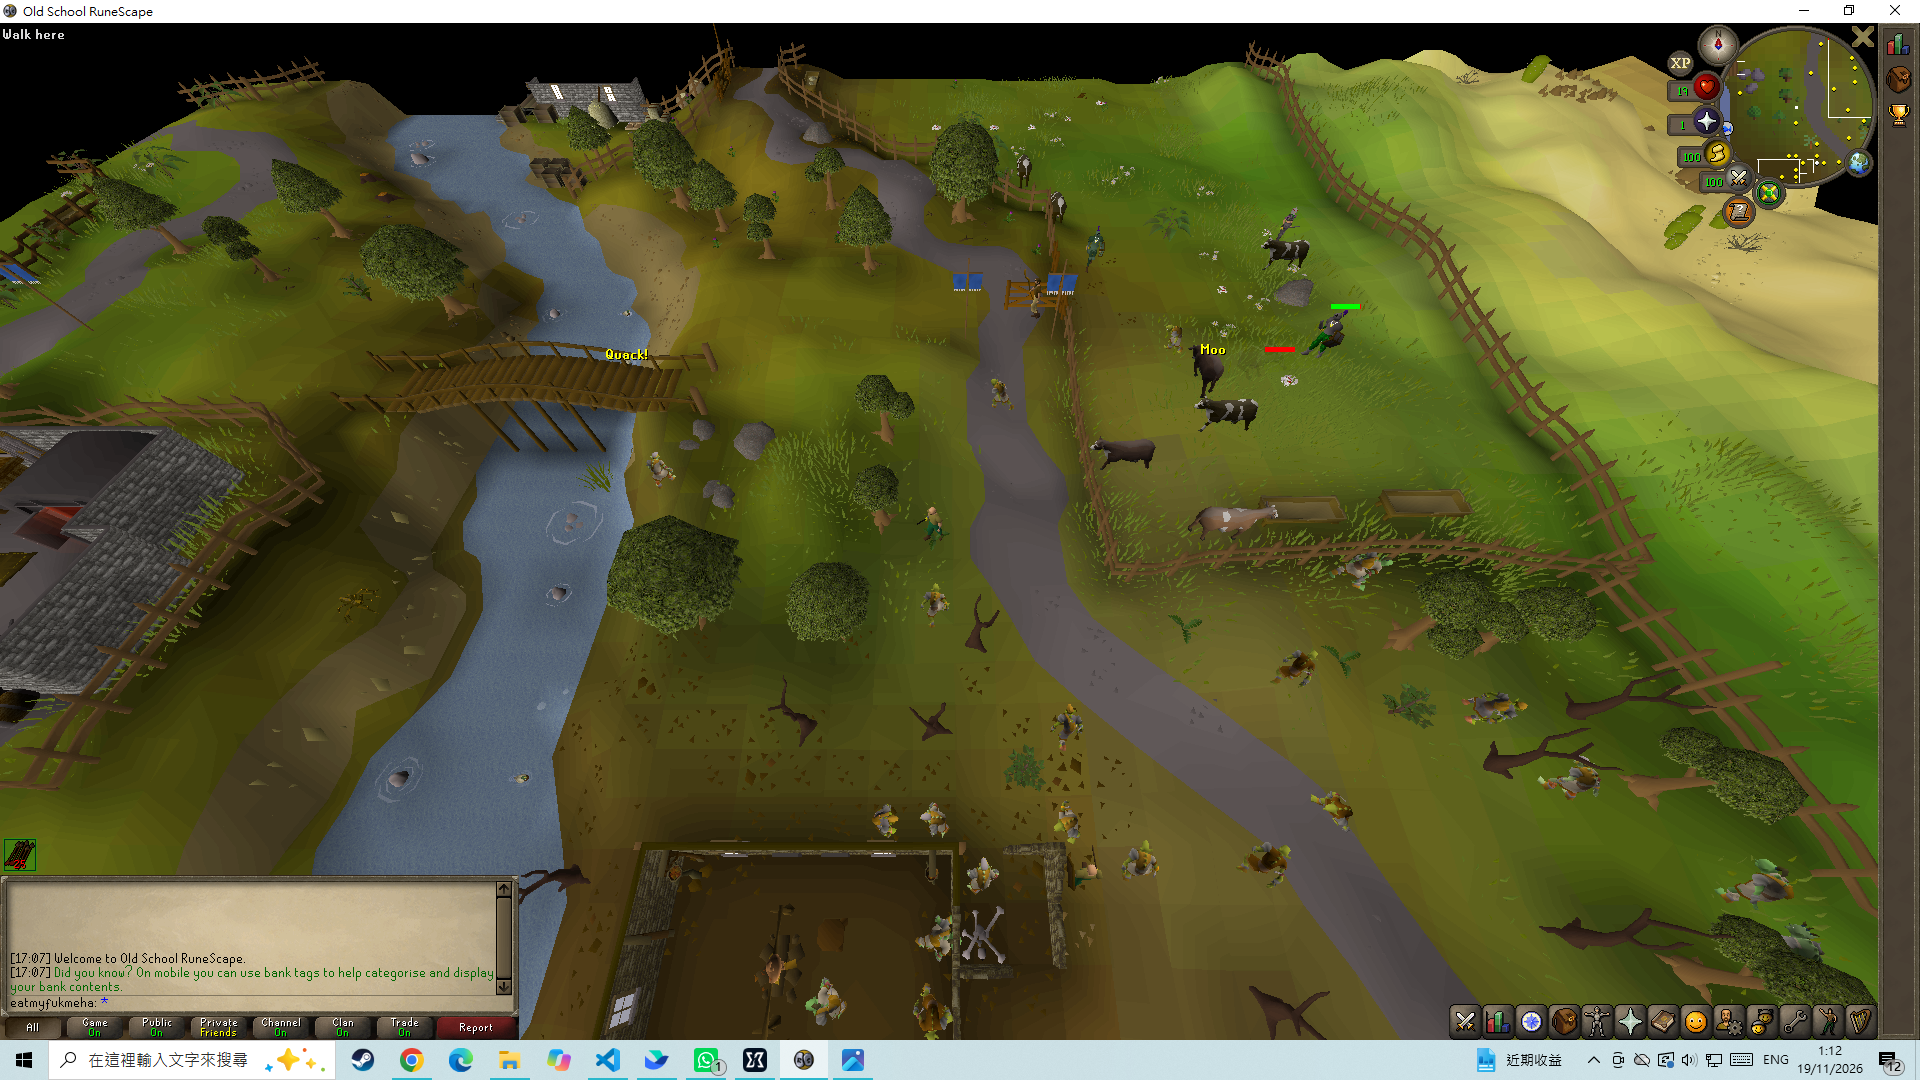 Old School RuneScape
Walk here
N
XP
19
1
100
100
Quack!
Moo
25
[17:07] Welcome to Old School RuneScape.
[17:07] Did you know? On mobile you can use bank tags to help categorise and display
your bank contents.
eatmyfukmeha: *
All
Game
On
Public
On
Private
Friends
Channel
On
Clan
On
Trade
On
Report
在這裡輸入文字來搜尋
1
近期收益
ENG
1:12
19/11/2026
12